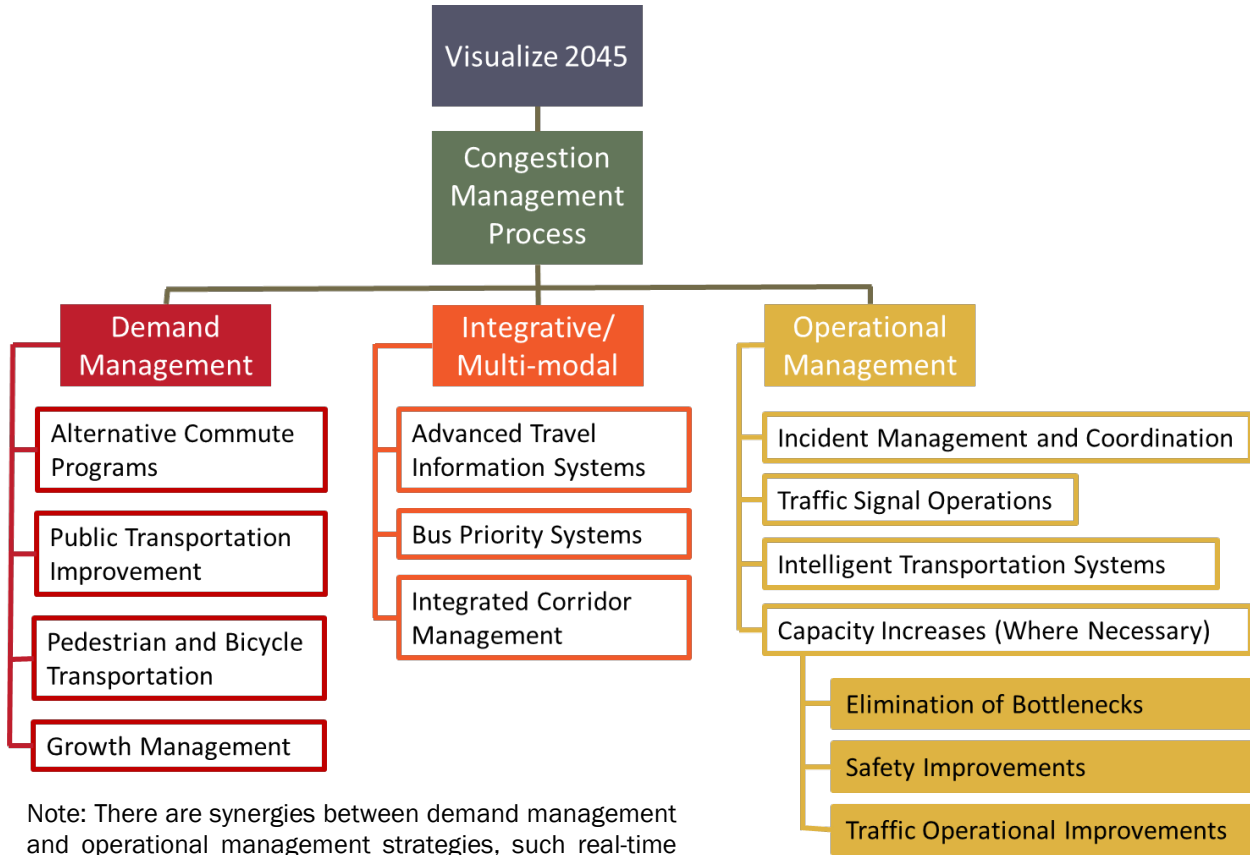 Visualize 2045
Congestion
Management
Process
Demand
Management
Alternative Commute
Programs
Public Transportation
Improvement
Pedestrian and Bicycle
Transportation
Growth Management
Integrative/
Multi-modal
Advanced Travel
Information Systems
Bus Priority Systems
Integrated Corridor
Management
Operational
Management
Incident Management and Coordination
Traffic Signal Operations
Intelligent Transportation Systems
Capacity Increases (Where Necessary)
Elimination of Bottlenecks
Safety Improvements
Traffic Operational Improvements
Note: There are synergies between demand management
and operational management strategies, such real-time